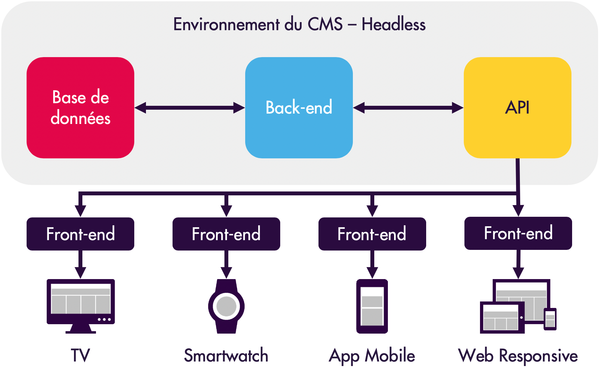 Environnement du CMS – Headless
Base de
données
Back-end
API
Front-end
Front-end
Front-end
Front-end
TV
Smartwatch
App Mobile
Web Responsive